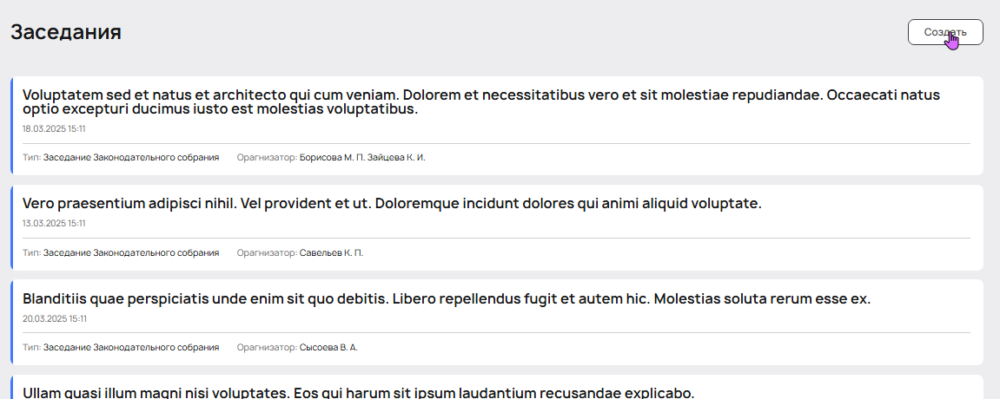 Заседания
Создать
Voluptatem sed et natus et architecto qui cum veniam. Dolorem et necessitatibus vero et sit molestiae repudiandae. Occaecati natus
optio excepturi ducimus iusto est molestias voluptatibus.
18.03.2025 15:11
Тип: Заседание Законодательного собрания Орагнизатор: Борисова М. П. Зайцева К. И.
Vero praesentium adipisci nihil. Vel provident et ut. Doloremque incidunt dolores qui animi aliquid voluptate.
13.03.2025 15:11
Тип: Заседание Законодательного собрания Орагнизатор: Савельев К. П.
Blanditiis quae perspiciatis unde enim sit quo debitis. Libero repellendus fugit et autem hic. Molestias soluta rerum esse ex.
20.03.2025 15:11
Тип: Заседание Законодательного собрания Орагнизатор: Сысоева В. А.
Ullam quasi illum magni nisi voluptates. Eos qui harum sit ipsum laudantium recusandae explicabo.